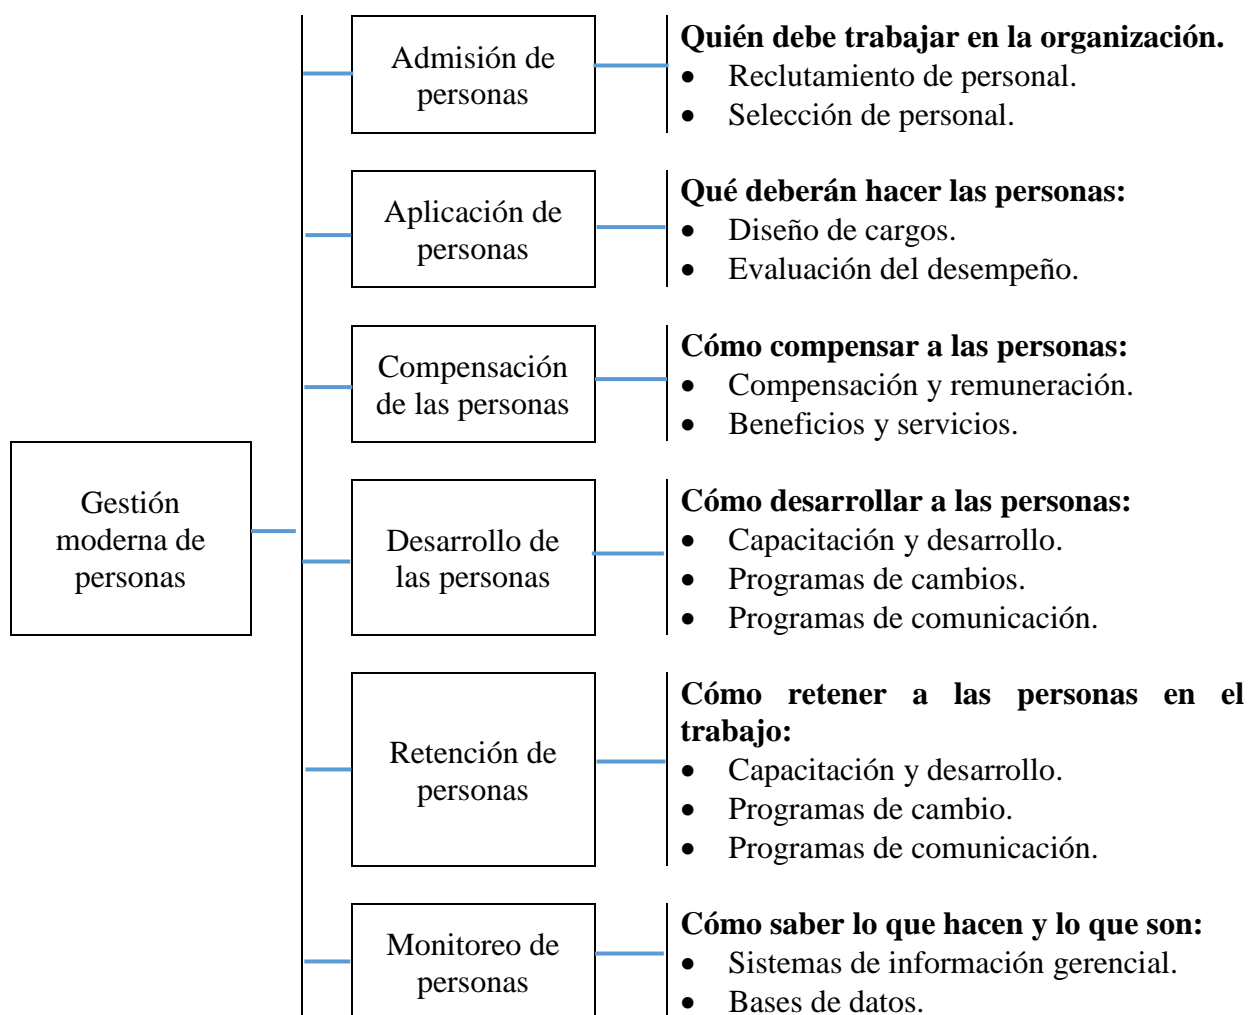 Gestión
moderna de
personas
Admisión de
personas
Quién debe trabajar en la organización.
• Reclutamiento de personal.
• Selección de personal.
Aplicación de
personas
Qué deberán hacer las personas:
• Diseño de cargos.
• Evaluación del desempeño.
Compensación
de las personas
Cómo compensar a las personas:
• Compensación y remuneración.
• Beneficios y servicios.
Desarrollo de
las personas
Cómo desarrollar a las personas:
• Capacitación y desarrollo.
• Programas de cambios.
• Programas de comunicación.
Retención de
personas
Cómo retener a las personas en el
trabajo:
• Capacitación y desarrollo.
• Programas de cambio.
• Programas de comunicación.
Monitoreo de
personas
Cómo saber lo que hacen y lo que son:
• Sistemas de información gerencial.
• Bases de datos.